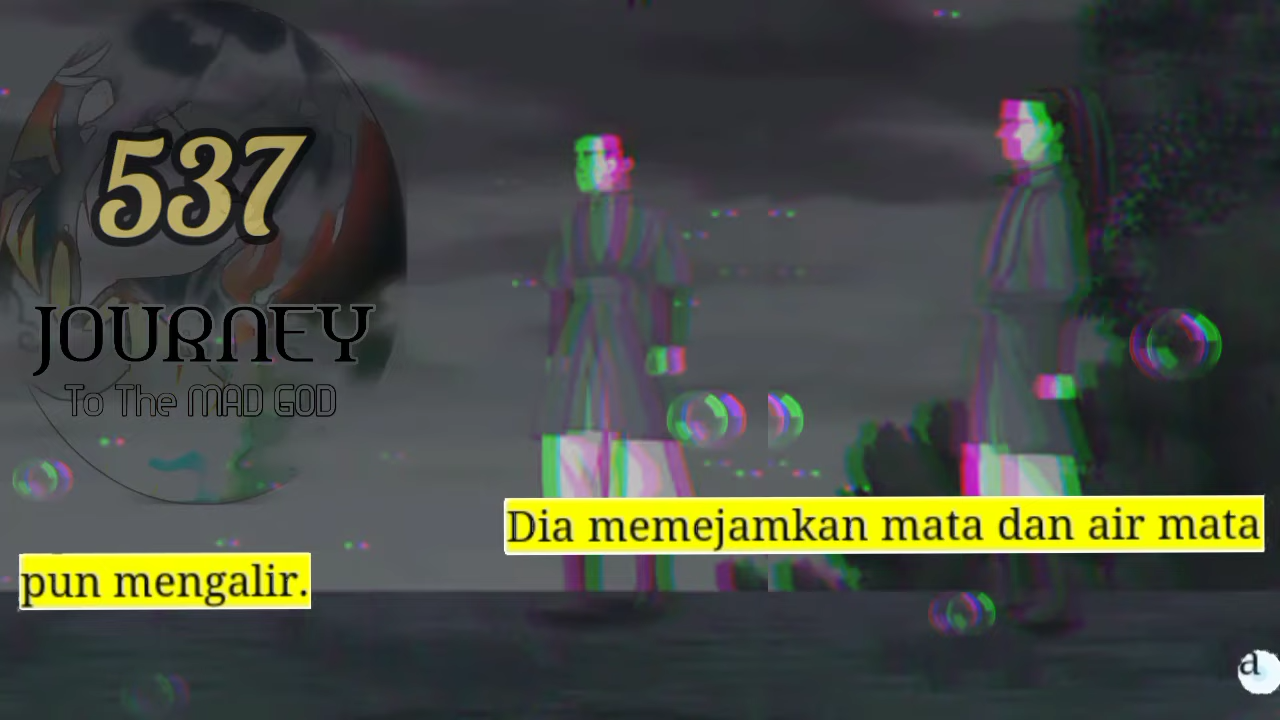 537
JOURNEY
To The MAD GOD
Dia memejamkan mata dan air mata
pun mengalir.
a